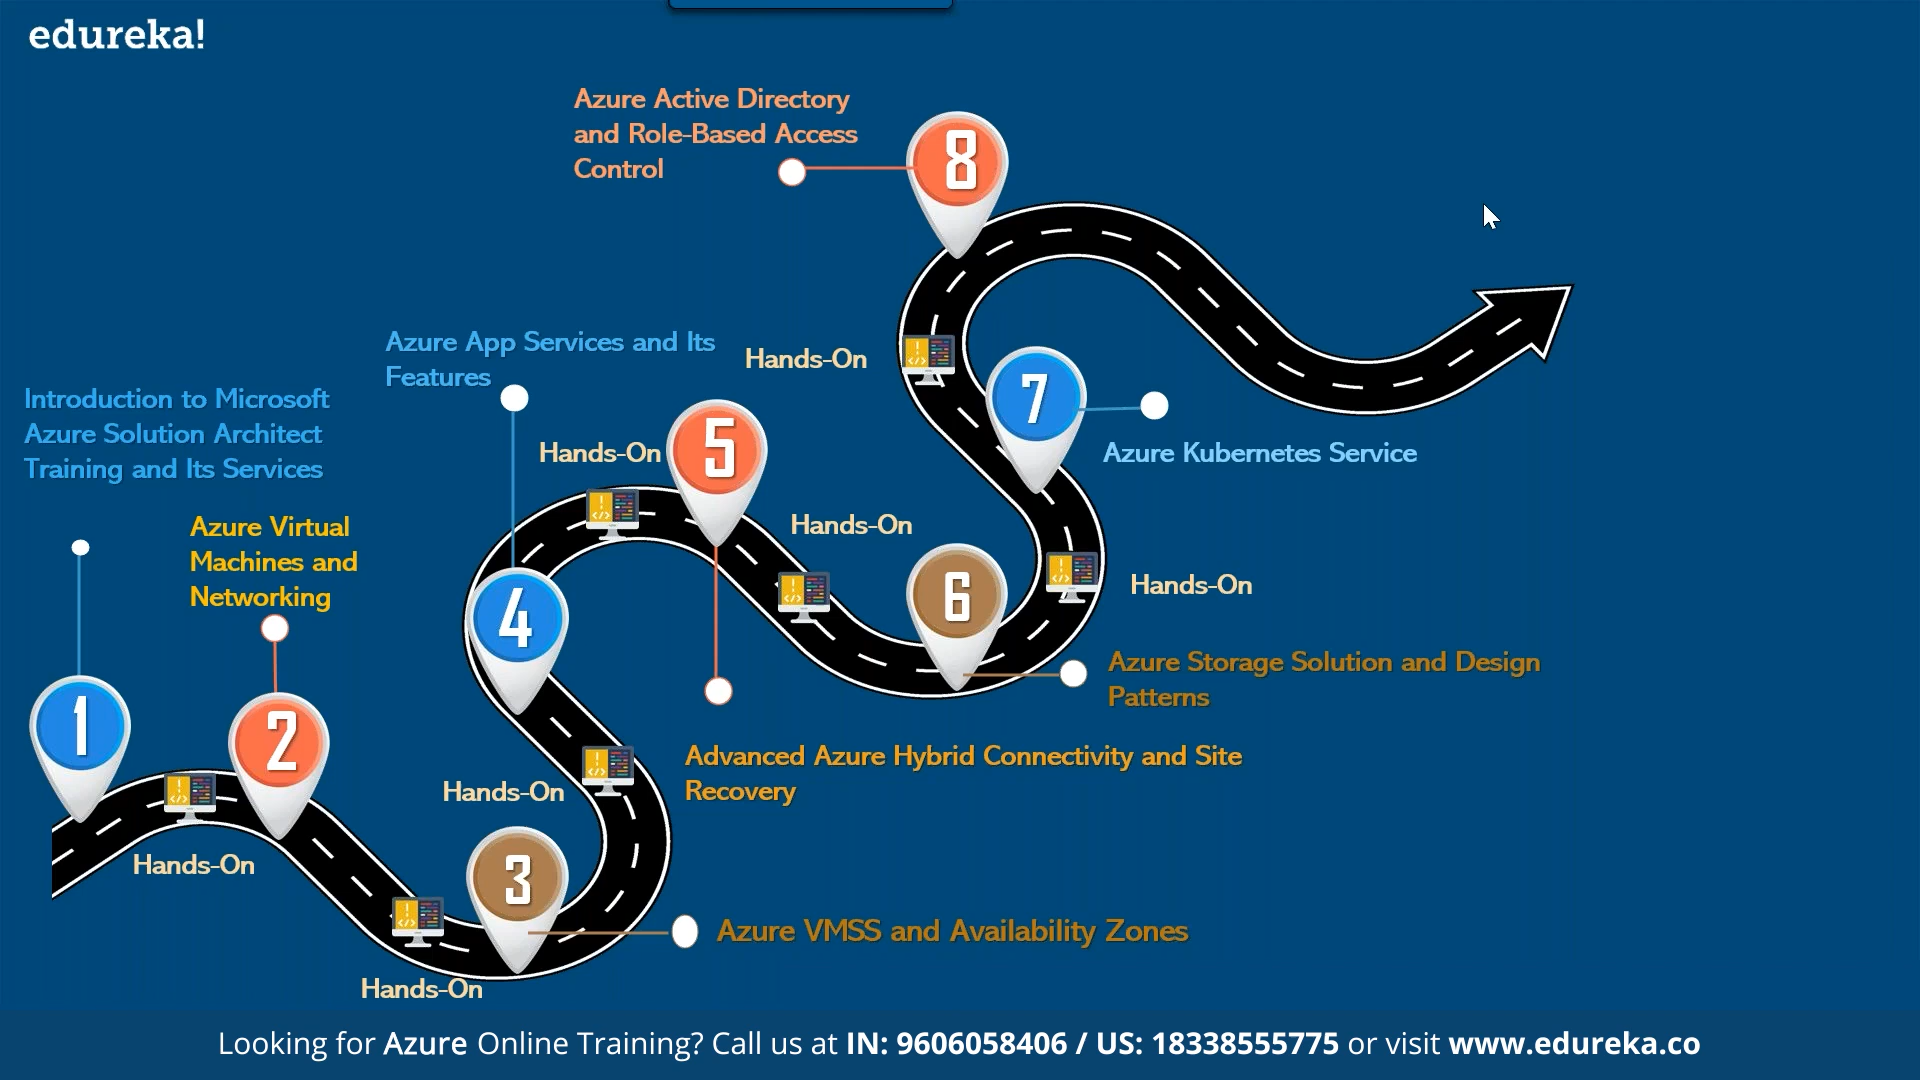 edureka!
Azure Active Directory
and Role-Based Access
Control
8
Azure App Services and Its
Features
Hands-On
7
Introduction to Microsoft
Azure Solution Architect
Training and Its Services
Hands-On
5
Azure Kubernetes Service
Azure Virtual
Machines and
Networking
Hands-On
4
6
Hands-On
Azure Storage Solution and Design
Patterns
1
2
Advanced Azure Hybrid Connectivity and Site
Recovery
Hands-On
Hands-On
3
Azure VMSS and Availability Zones
Hands-On
Looking for Azure Online Training? Call us at IN: 9606058406 / US: 18338555775 or visit www.edureka.co